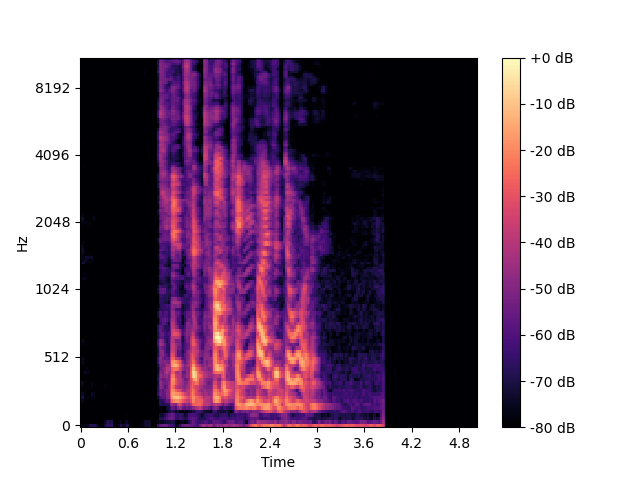 8192
4096
2048
1024
512
0
Hz
0 0.6 1.2 1.8 2.4 3 3.6 4.2 4.8
Time
+0 dB
-10 dB
-20 dB
-30 dB
-40 dB
-50 dB
-60 dB
-70 dB
-80 dB